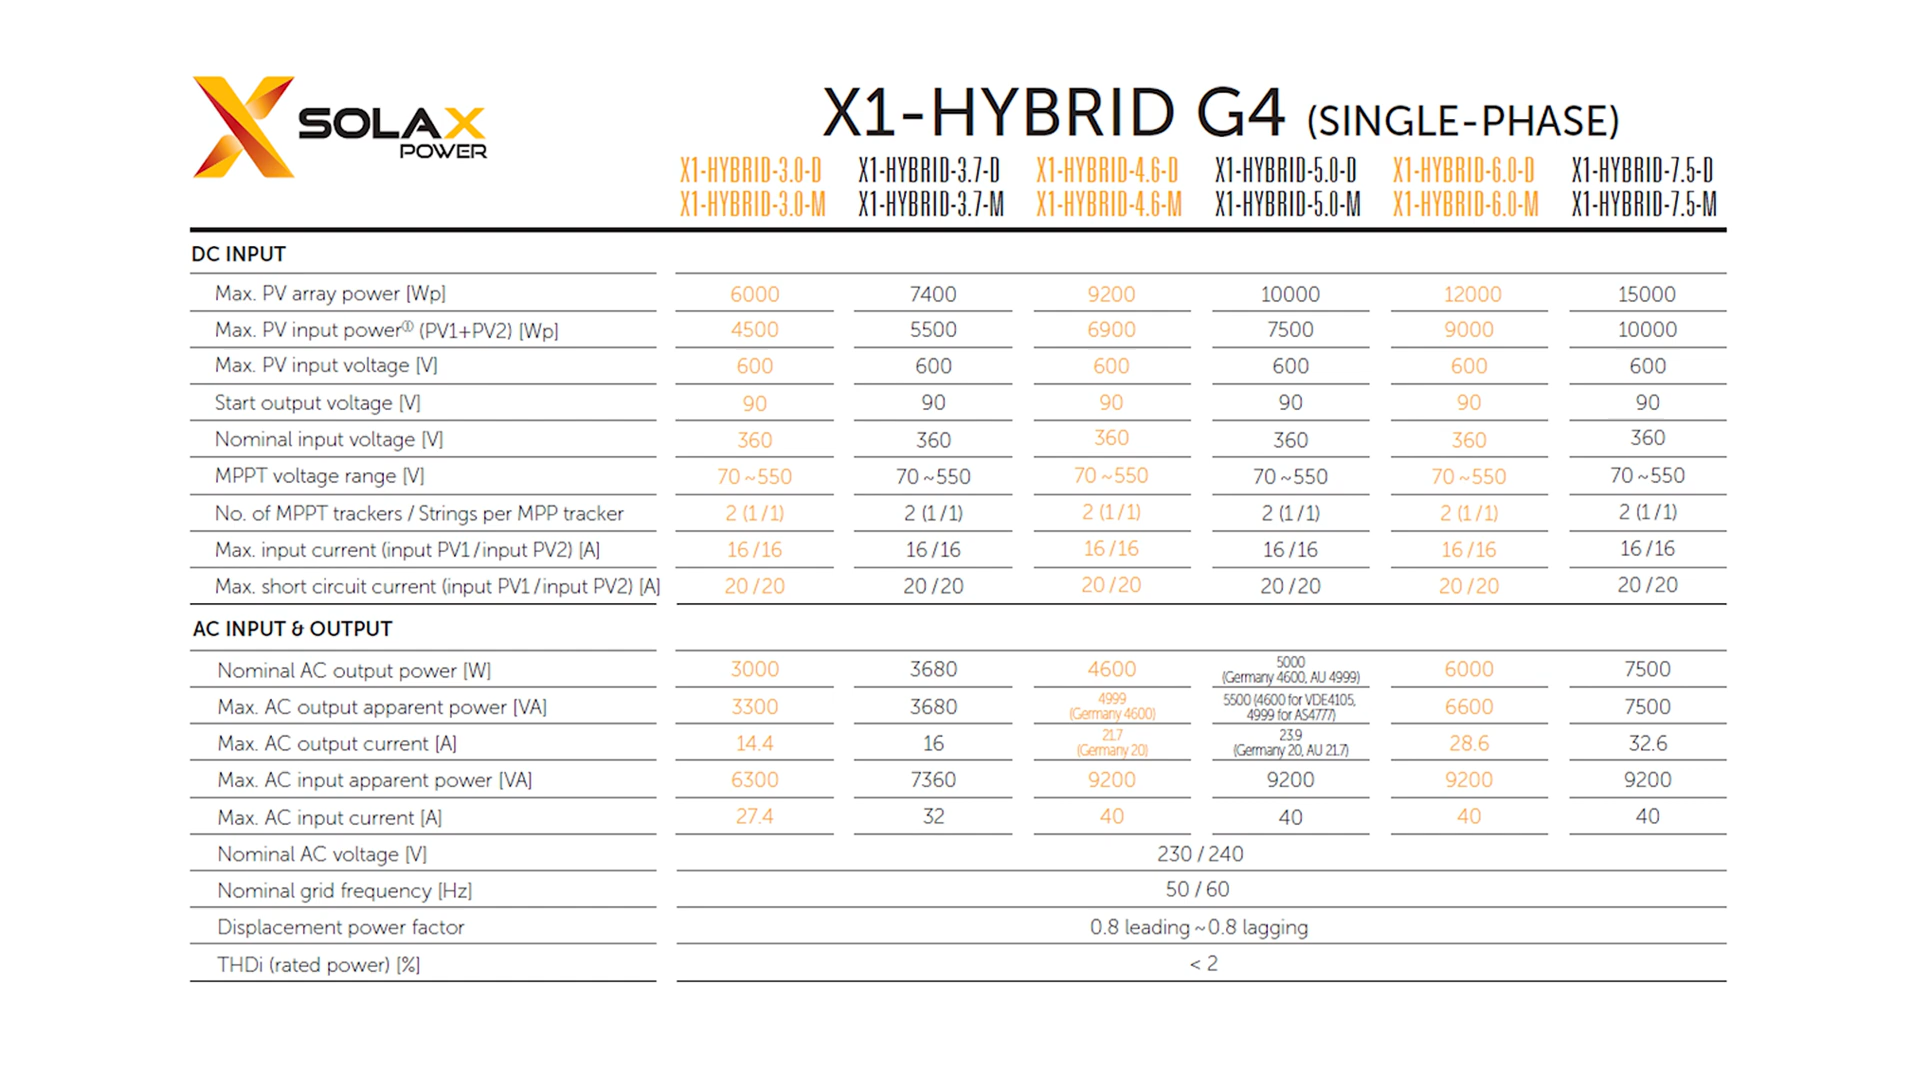 SOLAX
POWER
X1-HYBRID G4 (SINGLE-PHASE)
X1-HYBRID-3.0-D X1-HYBRID-3.7-D X1-HYBRID-4.6-D X1-HYBRID-5.0-D X1-HYBRID-6.0-D X1-HYBRID-7.5-D
X1-HYBRID-3.0-M X1-HYBRID-3.7-M X1-HYBRID-4.6-M X1-HYBRID-5.0-M X1-HYBRID-6.0-M X1-HYBRID-7.5-M
DC INPUT
Max. PV array power [Wp] 6000 7400 9200 10000 12000 15000
Max. PV input power① (PV1+PV2) [Wp] 4500 5500 6900 7500 9000 10000
Max. PV input voltage [V] 600 600 600 600 600 600
Start output voltage [V] 90 90 90 90 90 90
Nominal input voltage [V] 360 360 360 360 360 360
MPPT voltage range [V] 70~550 70~550 70~550 70~550 70~550 70~550
No. of MPPT trackers / Strings per MPP tracker 2 (1/1) 2 (1/1) 2 (1/1) 2 (1/1) 2 (1/1) 2 (1/1)
Max. input current (input PV1/input PV2) [A] 16/16 16/16 16/16 16/16 16/16 16/16
Max. short circuit current (input PV1/input PV2) [A] 20/20 20/20 20/20 20/20 20/20 20/20
AC INPUT & OUTPUT
Nominal AC output power [W] 3000 3680 4600 5000 (Germany 4600, AU 4999) 6000 7500
Max. AC output apparent power [VA] 3300 3680 4999 (Germany 4600) 5500 (4600 for VDE4105, 4999 for AS4777) 6600 7500
Max. AC output current [A] 14.4 16 21.7 (Germany 20) 23.9 (Germany 20, AU 21.7) 28.6 32.6
Max. AC input apparent power [VA] 6300 7360 9200 9200 9200 9200
Max. AC input current [A] 27.4 32 40 40 40 40
Nominal AC voltage [V] 230 / 240
Nominal grid frequency [Hz] 50 / 60
Displacement power factor 0.8 leading ~0.8 lagging
THDi (rated power) [%] < 2